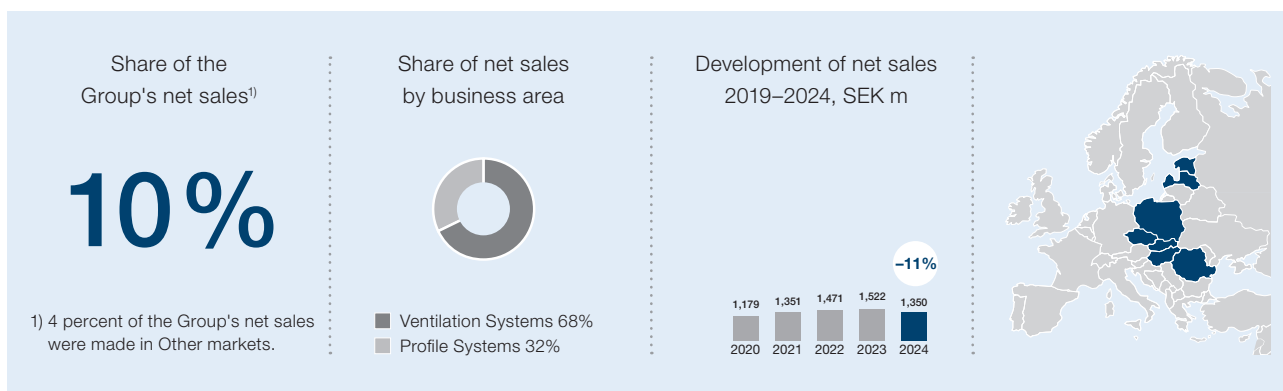 Share of the
Group's net sales1)
10%
1) 4 percent of the Group's net sales
were made in Other markets.
Share of net sales
by business area
Ventilation Systems 68%
Profile Systems 32%
Development of net sales
2019–2024, SEK m
–11%
1,179 1,351 1,471 1,522 1,350
2020 2021 2022 2023 2024